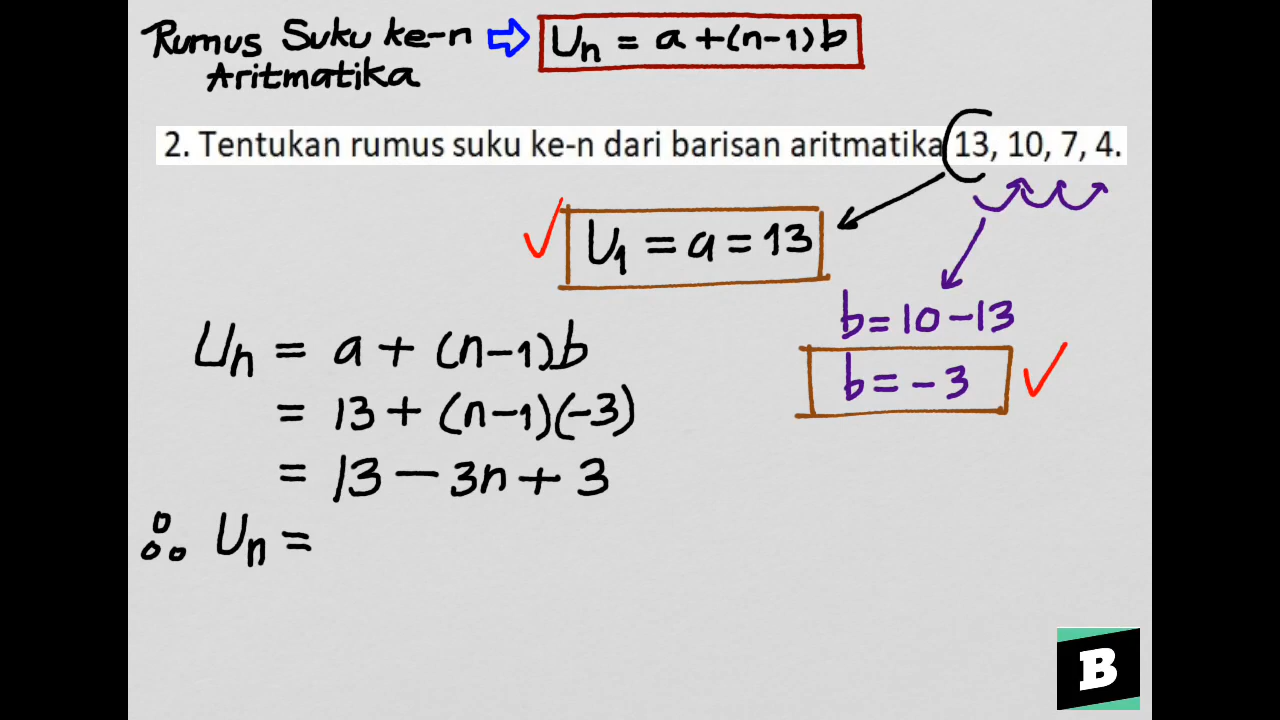 Rumus Suku ke-n ⇨ Un = a + (n-1) b
Aritmatika
2. Tentukan rumus suku ke-n dari barisan aritmatika 13, 10, 7, 4.
U1 = a = 13
b = 10 - 13
b = - 3
Un = a + (n-1) b
= 13 + (n-1)(-3)
= 13 - 3n + 3
∴ Un =
B